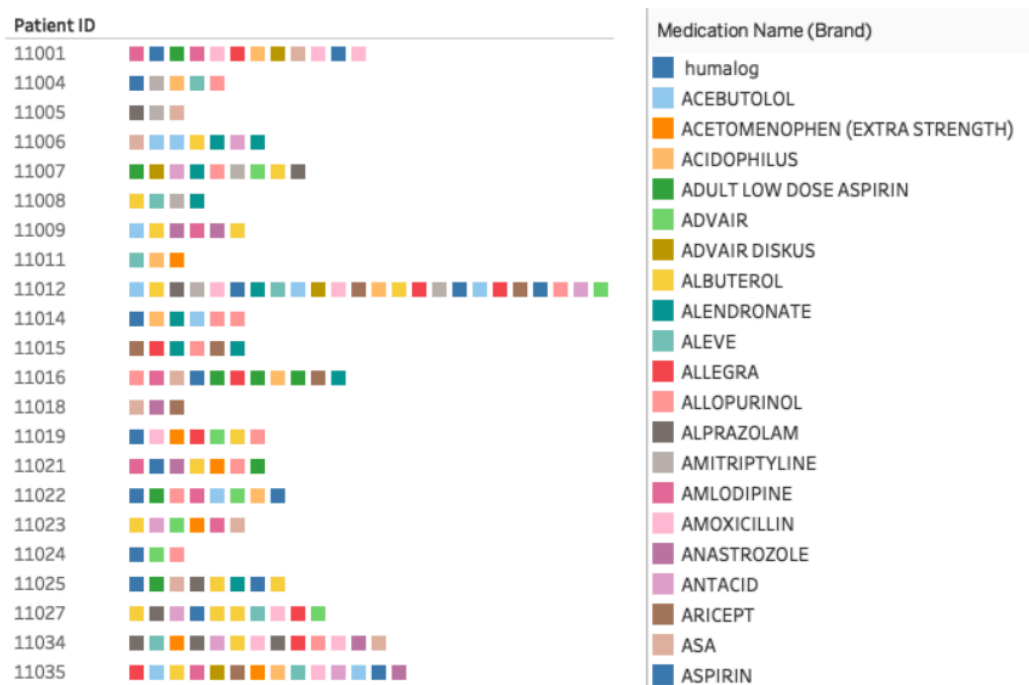 Patient ID
11001
11004
11005
11006
11007
11008
11009
11011
11012
11014
11015
11016
11018
11019
11021
11022
11023
11024
11025
11027
11034
11035
Medication Name (Brand)
humalog
ACEBUTOLOL
ACETOMENOPHEN (EXTRA STRENGTH)
ACIDOPHILUS
ADULT LOW DOSE ASPIRIN
ADVAIR
ADVAIR DISKUS
ALBUTEROL
ALENDRONATE
ALEVE
ALLEGRA
ALLOPURINOL
ALPRAZOLAM
AMITRIPTYLINE
AMLODIPINE
AMOXICILLIN
ANASTROZOLE
ANTACID
ARICEPT
ASA
ASPIRIN